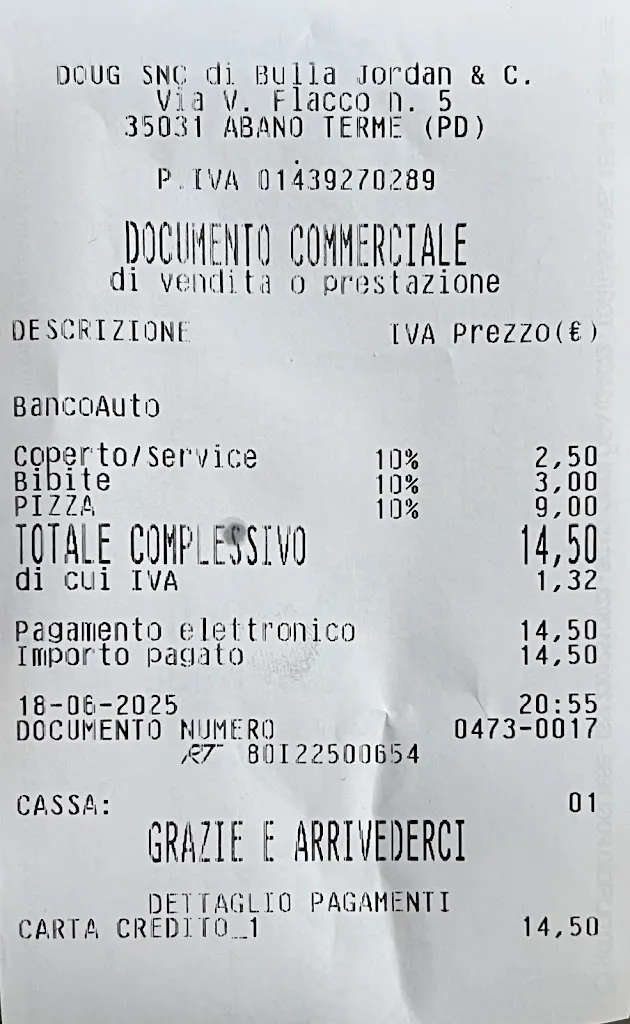 DOUG SNC di Bulla Jordan & C.
Via V. Flacco n. 5
35031 ABANO TERME (PD)
P.IVA 01439270289
DOCUMENTO COMMERCIALE
di vendita o prestazione
DESCRIZIONE IVA Prezzo(€)
BancoAuto
Coperto/Service 10% 2,50
Bibite 10% 3,00
PIZZA 10% 9,00
TOTALE COMPLESSIVO 14,50
di cui IVA 1,32
Pagamento elettronico 14,50
Importo pagato 14,50
18-06-2025 20:55
DOCUMENTO NUMERO 0473-0017
RT 80I22500654
CASSA: 01
GRAZIE E ARRIVEDERCI
DETTAGLIO PAGAMENTI
CARTA CREDITO_1 14,50